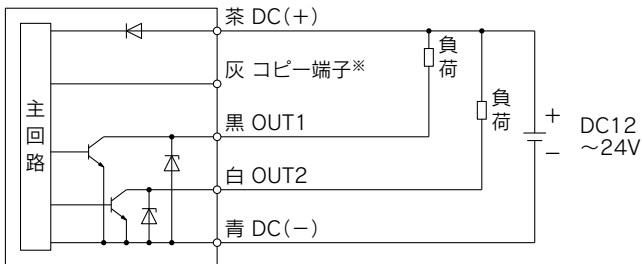 茶 DC(+)
負荷
灰 コピー端子※
負荷
主回路
黒 OUT1
+
DC12
～24V
−
白 OUT2
青 DC(−)